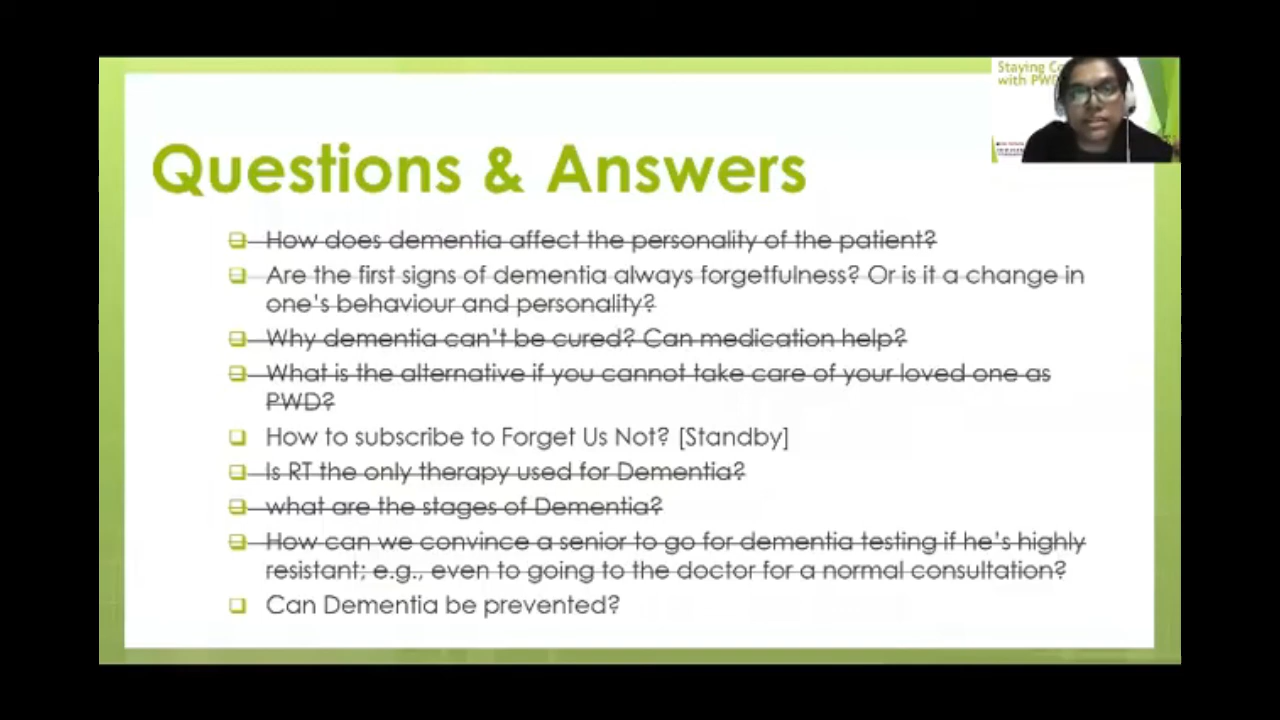 Staying Co
with PWD
Questions & Answers
How does dementia affect the personality of the patient?
Are the first signs of dementia always forgetfulness? Or is it a change in
one's behaviour and personality?
Why dementia can't be cured? Can medication help?
What is the alternative if you cannot take care of your loved one as
PWD?
How to subscribe to Forget Us Not? [Standby]
Is RT the only therapy used for Dementia?
what are the stages of Dementia?
How can we convince a senior to go for dementia testing if he's highly
resistant; e.g., even to going to the doctor for a normal consultation?
Can Dementia be prevented?